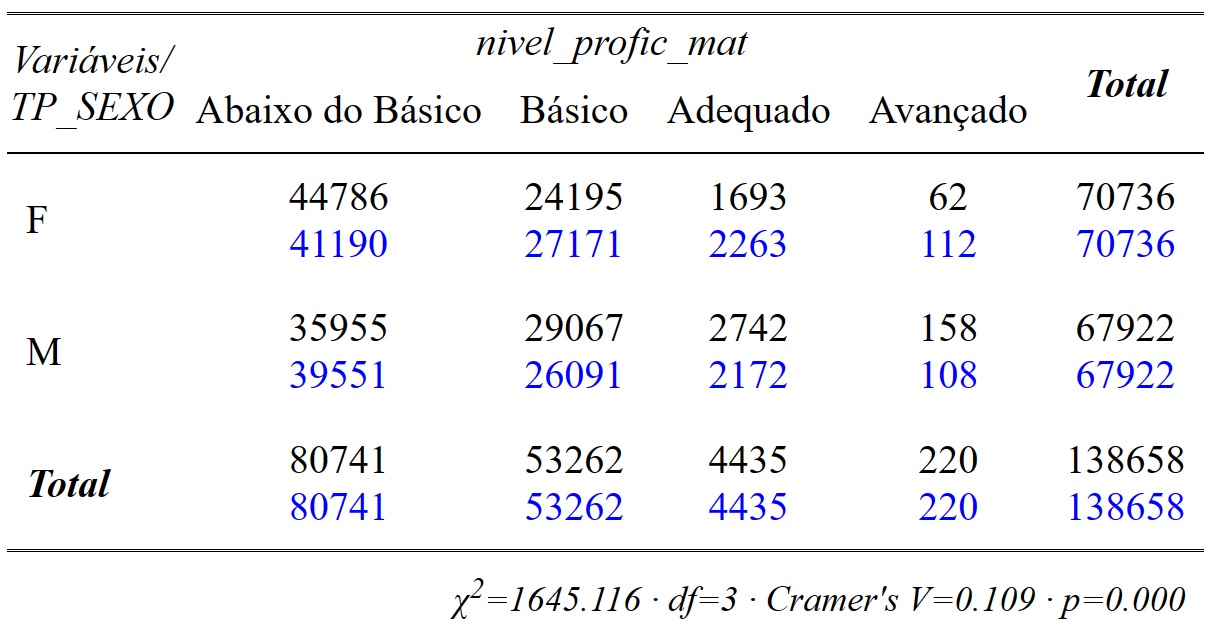 Variáveis/
TP_SEXO
nivel_profic_mat
Abaixo do Básico Básico Adequado Avançado
Total
F
44786 24195 1693 62 70736
41190 27171 2263 112 70736
M
35955 29067 2742 158 67922
39551 26091 2172 108 67922
Total
80741 53262 4435 220 138658
80741 53262 4435 220 138658
χ2=1645.116 · df=3 · Cramer's V=0.109 · p=0.000